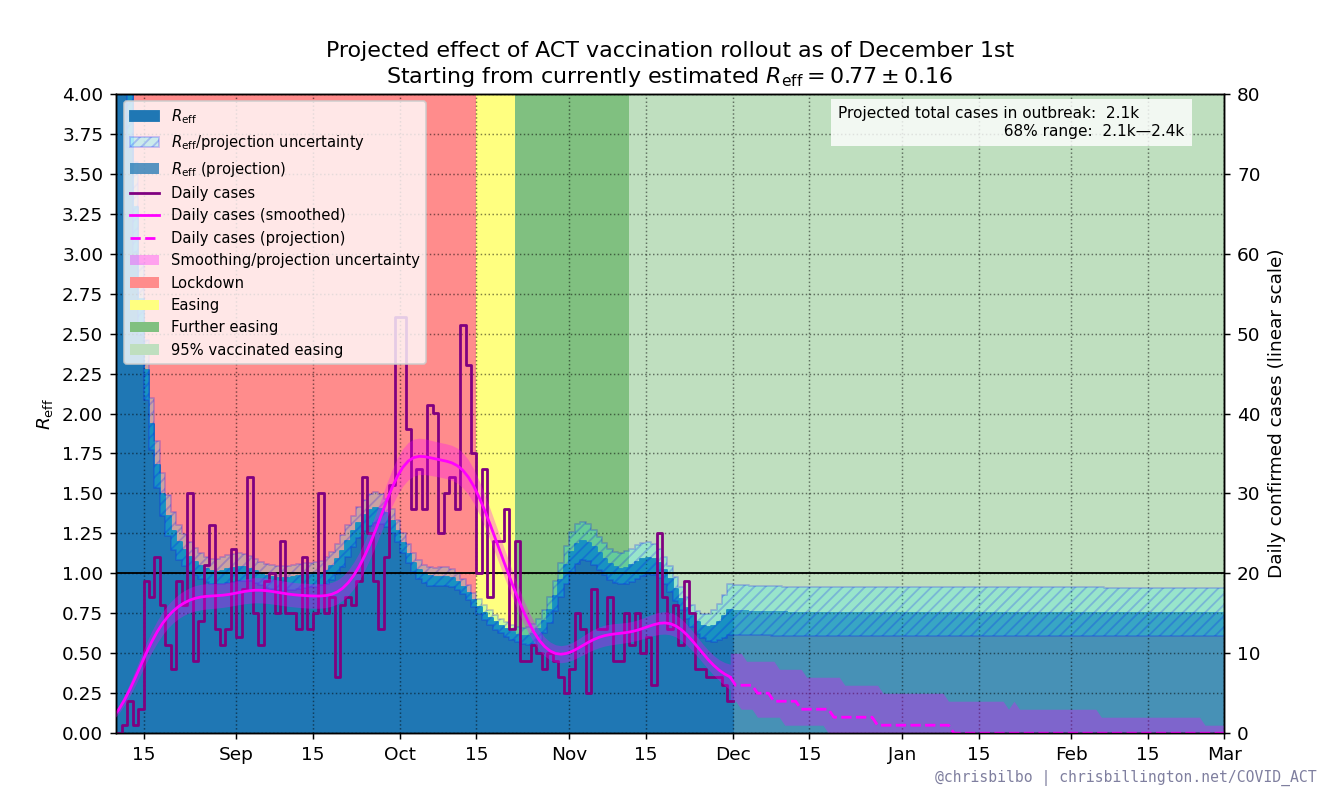 Projected effect of ACT vaccination rollout as of December 1st
Starting from currently estimated R_eff = 0.77 ± 0.16
4.00
3.75
3.50
3.25
3.00
2.75
2.50
2.25
2.00
1.75
1.50
1.25
1.00
0.75
0.50
0.25
0.00
R_eff
R_eff
R_eff/projection uncertainty
R_eff (projection)
Daily cases
Daily cases (smoothed)
Daily cases (projection)
Smoothing/projection uncertainty
Lockdown
Easing
Further easing
95% vaccinated easing
Projected total cases in outbreak: 2.1k
68% range: 2.1k—2.4k
80
70
60
50
40
30
20
10
0
Daily confirmed cases (linear scale)
15 Sep 15 Oct 15 Nov 15 Dec 15 Jan 15 Feb 15 Mar
@chrisbilbo | chrisbillington.net/COVID_ACT